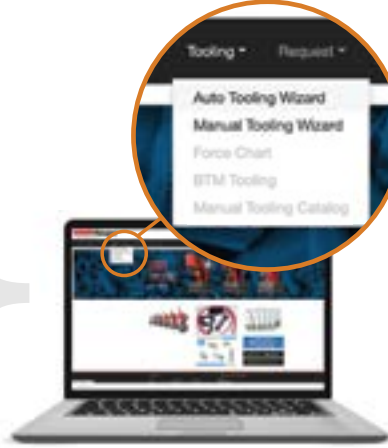 Tooling Request
Auto Tooling Wizard
Manual Tooling Wizard
Force Chart
BTM Tooling
Manual Tooling Catalog